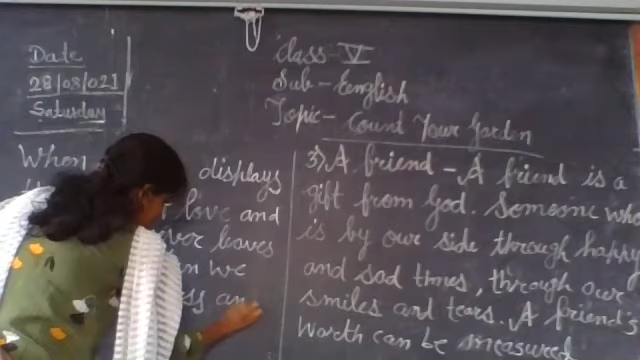 Date
28/08/021
Saturday
Class - V
Sub - English
Topic - Count Your Garden
When displays
love and
leaves
we
an
3) A friend - A friend is a
gift from God. Someone who
is by our side through happy
and sad times, through our
smiles and tears. A friend's
worth can be measured